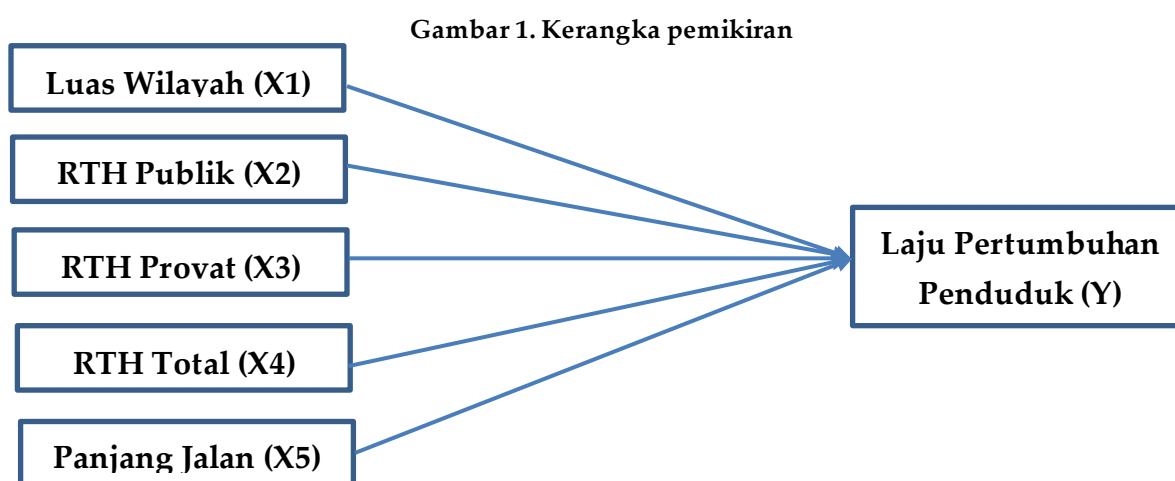 Gambar 1. Kerangka pemikiran
Luas Wilayah (X1)
RTH Publik (X2)
RTH Provat (X3)
RTH Total (X4)
Panjang Jalan (X5)
Laju Pertumbuhan
Penduduk (Y)